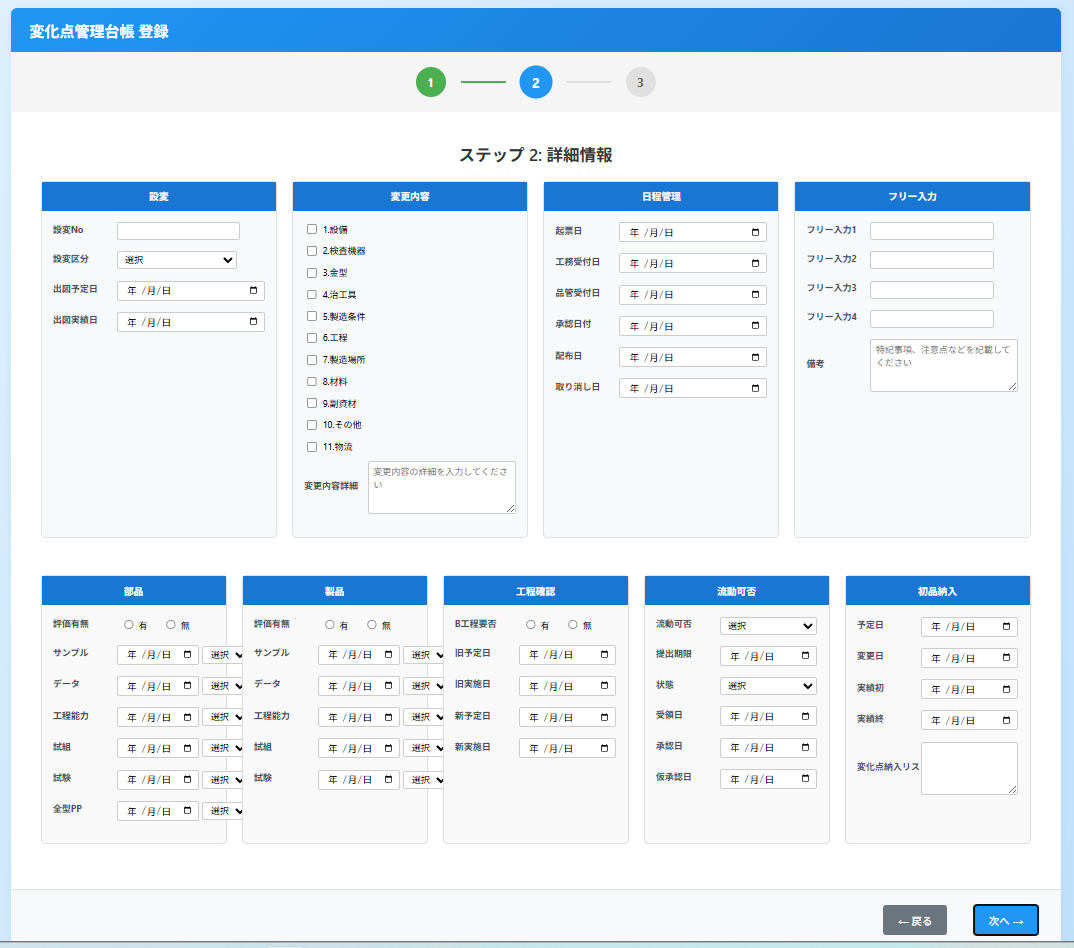 変化点管理台帳 登録
1 2 3
ステップ 2: 詳細情報
設変
設変No
設変区分 選択
出図予定日 年 /月/日
出図実績日 年 /月/日
変更内容
1.設備
2.検査機器
3.金型
4.治工具
5.製造条件
6.工程
7.製造場所
8.材料
9.副資材
10.その他
11.物流
変更内容詳細
変更内容の詳細を入力してくださ
い
日程管理
起票日 年 /月/日
工務受付日 年 /月/日
品管受付日 年 /月/日
承認日付 年 /月/日
配布日 年 /月/日
取り消し日 年 /月/日
フリー入力
フリー入力1
フリー入力2
フリー入力3
フリー入力4
備考
特記事項、注意点などを記載して
ください
部品
評価有無 有 無
サンプル 年 /月/日 選択
データ 年 /月/日 選択
工程能力 年 /月/日 選択
試組 年 /月/日 選択
試験 年 /月/日 選択
全型PP 年 /月/日 選択
製品
評価有無 有 無
サンプル 年 /月/日 選択
データ 年 /月/日 選択
工程能力 年 /月/日 選択
試組 年 /月/日 選択
試験 年 /月/日 選択
工程確認
B工程要否 有 無
旧予定日 年 /月/日
旧実施日 年 /月/日
新予定日 年 /月/日
新実施日 年 /月/日
流動可否
流動可否 選択
提出期限 年 /月/日
状態 選択
受領日 年 /月/日
承認日 年 /月/日
仮承認日 年 /月/日
初品納入
予定日 年 /月/日
変更日 年 /月/日
実績初 年 /月/日
実績終 年 /月/日
変化点納入リス
←戻る
次へ→